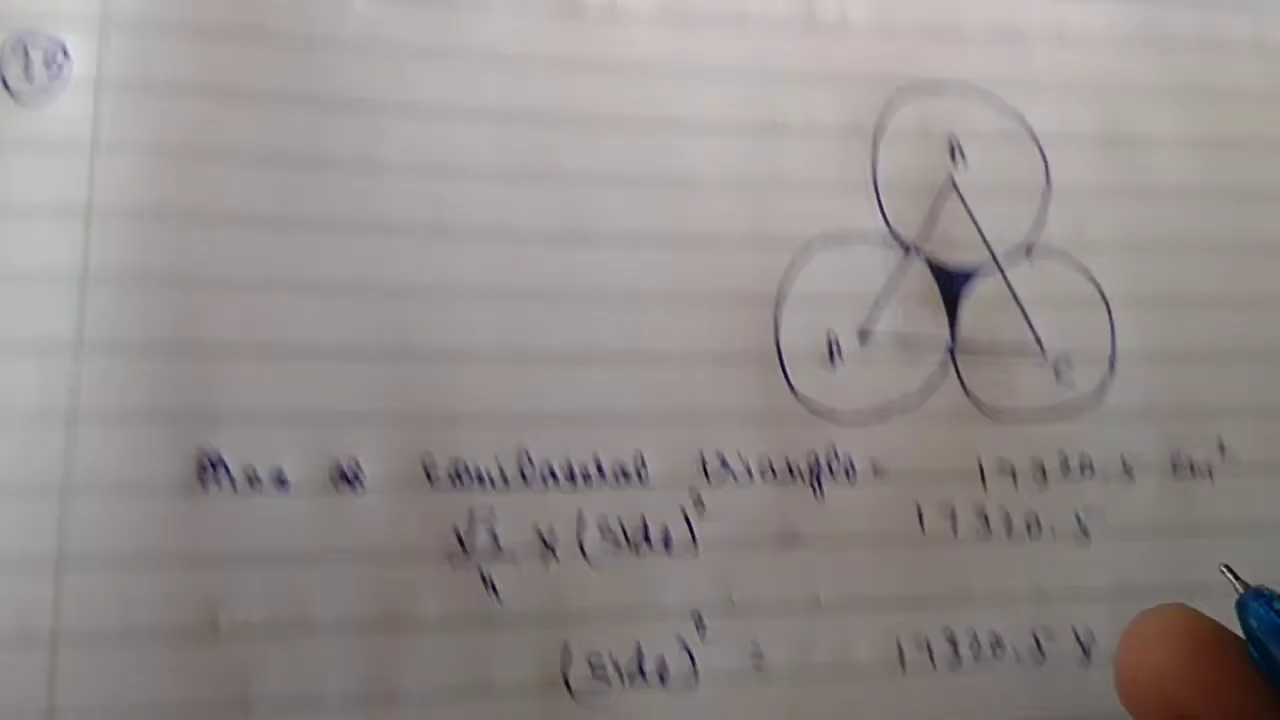 A
A
C
Area of equilateral triangle = 17320.5 cm²
√3/4 × (side)² = 17320.5
(side)² = 17320.5 ×